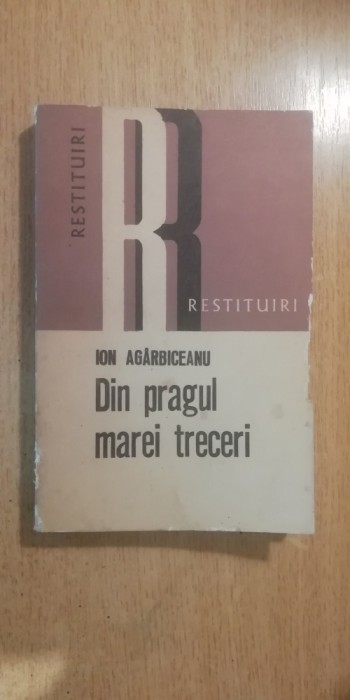 RESTITUIRI
R
RESTITUIRI
ION AGÂRBICEANU
Din pragul
marei treceri